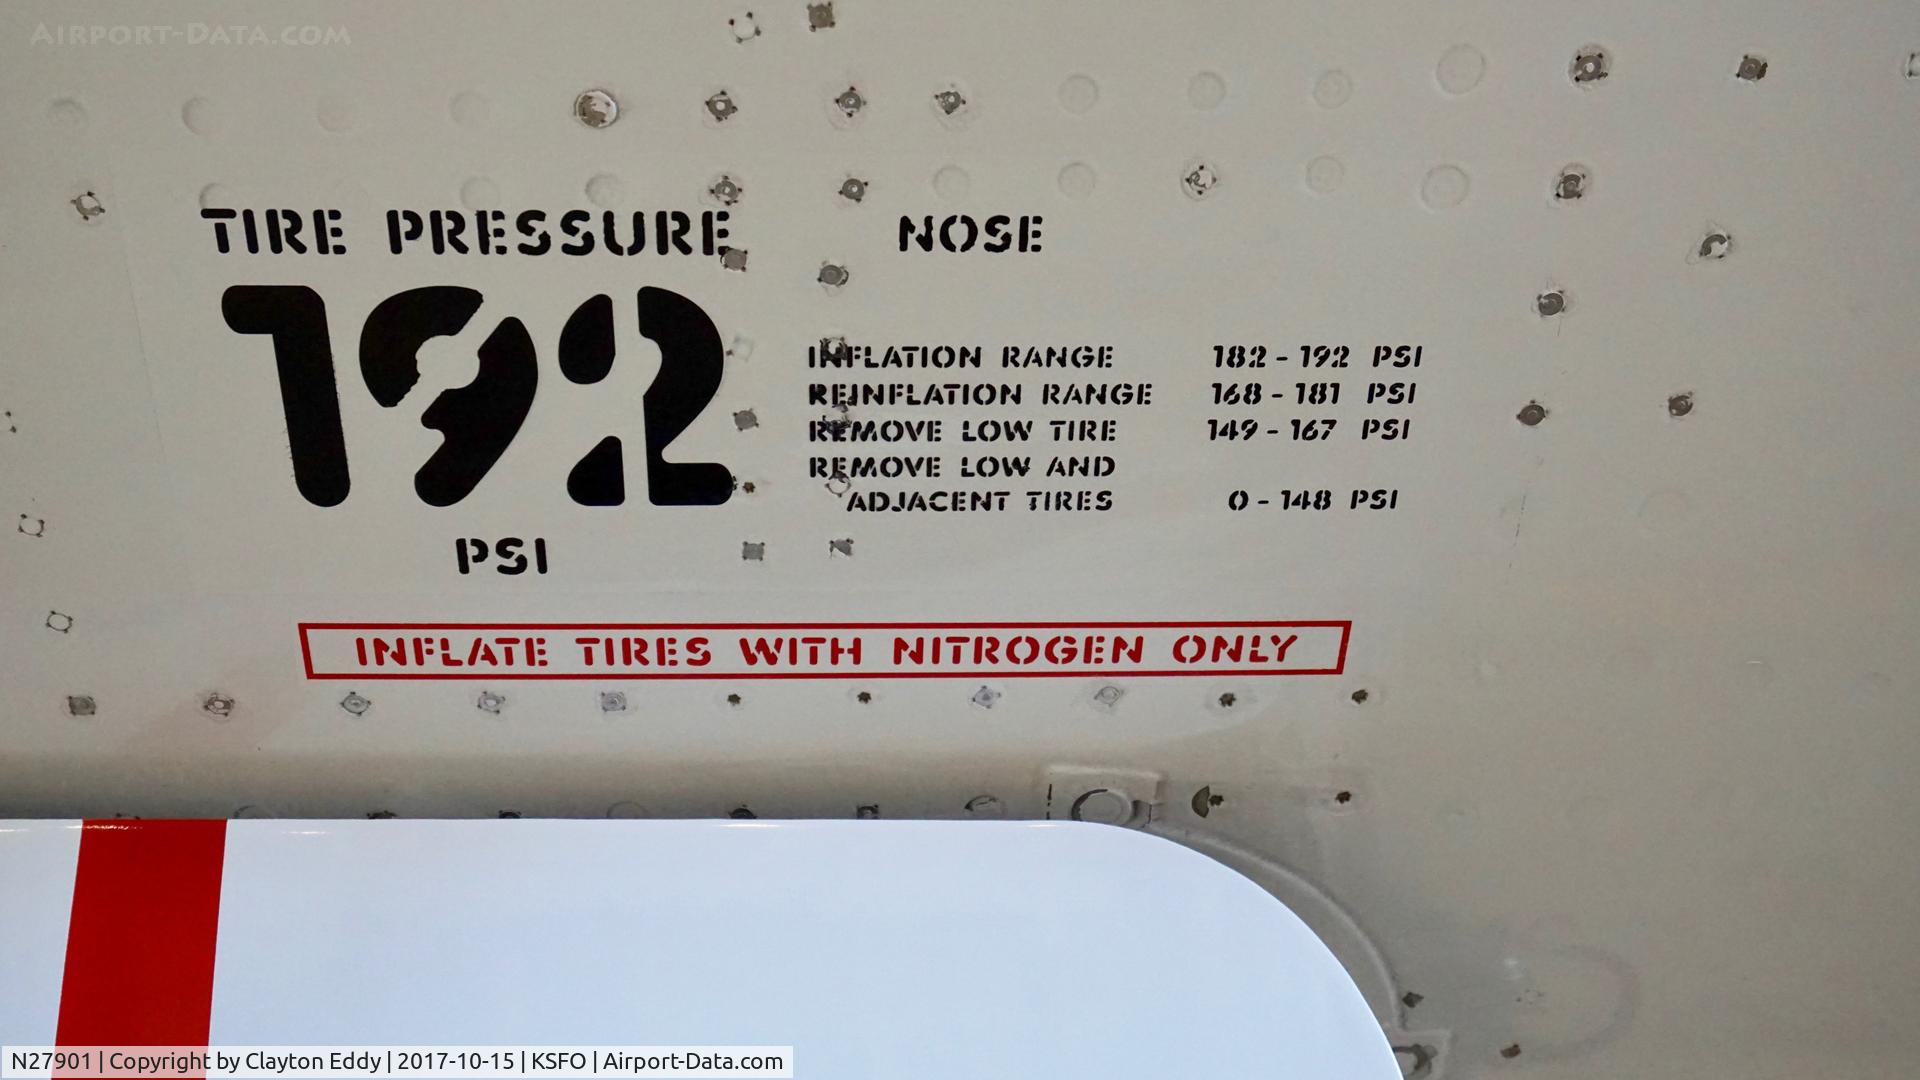 AIRPORT-DATA.COM
TIRE PRESSURE NOSE
192
PSI
INFLATION RANGE 182 - 192 PSI
REINFLATION RANGE 168 - 181 PSI
REMOVE LOW TIRE 149 - 167 PSI
REMOVE LOW AND
ADJACENT TIRES 0 - 148 PSI
INFLATE TIRES WITH NITROGEN ONLY
N27901 | Copyright by Clayton Eddy | 2017-10-15 | KSFO | Airport-Data.com